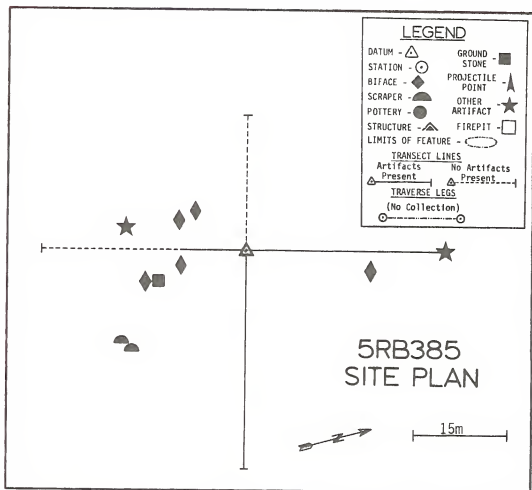 LEGEND
DATUM -
STATION -
BIFACE -
SCRAPER -
POTTERY -
STRUCTURE -
GROUND STONE -
PROJECTILE POINT -
OTHER ARTIFACT -
FIREPIT -
LIMITS OF FEATURE -
TRANSECT LINES
Artifacts Present
No Artifacts Present
TRAVERSE LEGS
(No Collection)
5RB385
SITE PLAN
N
15m